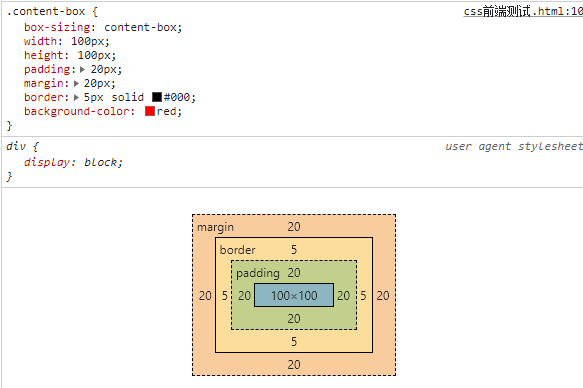 .content-box {
css前端测试.html:10
box-sizing: content-box;
width: 100px;
height: 100px;
padding: 20px;
margin: 20px;
border: 5px solid #000;
background-color: red;
}
div {
user agent stylesheet
display: block;
}
margin 20
border 5
padding 20
20 5 20 100×100 20 5 20
20
5
20